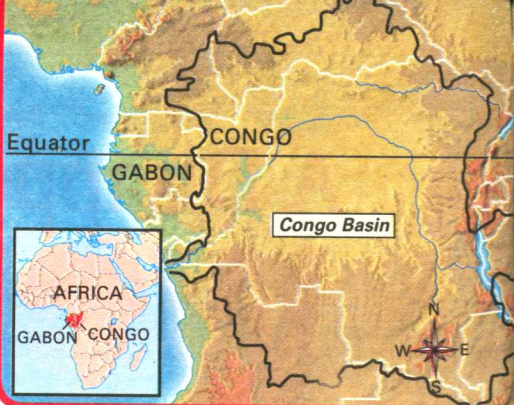 Equator
CONGO
GABON
Congo Basin
AFRICA
GABON
CONGO
N
W
E
S